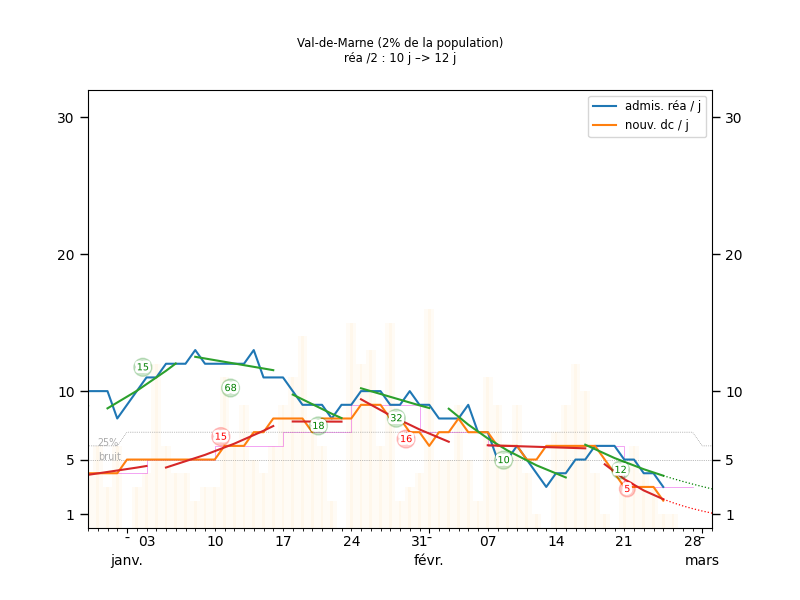 Val-de-Marne (2% de la population)
réa /2 : 10 j –> 12 j
admis. réa / j
nouv. dc / j
30 30
20 20
10 10
5 5
1 1
15
68
15
18
32
16
10
12
5
25%
bruit
03 10 17 24 31 07 14 21 28
janv. févr. mars